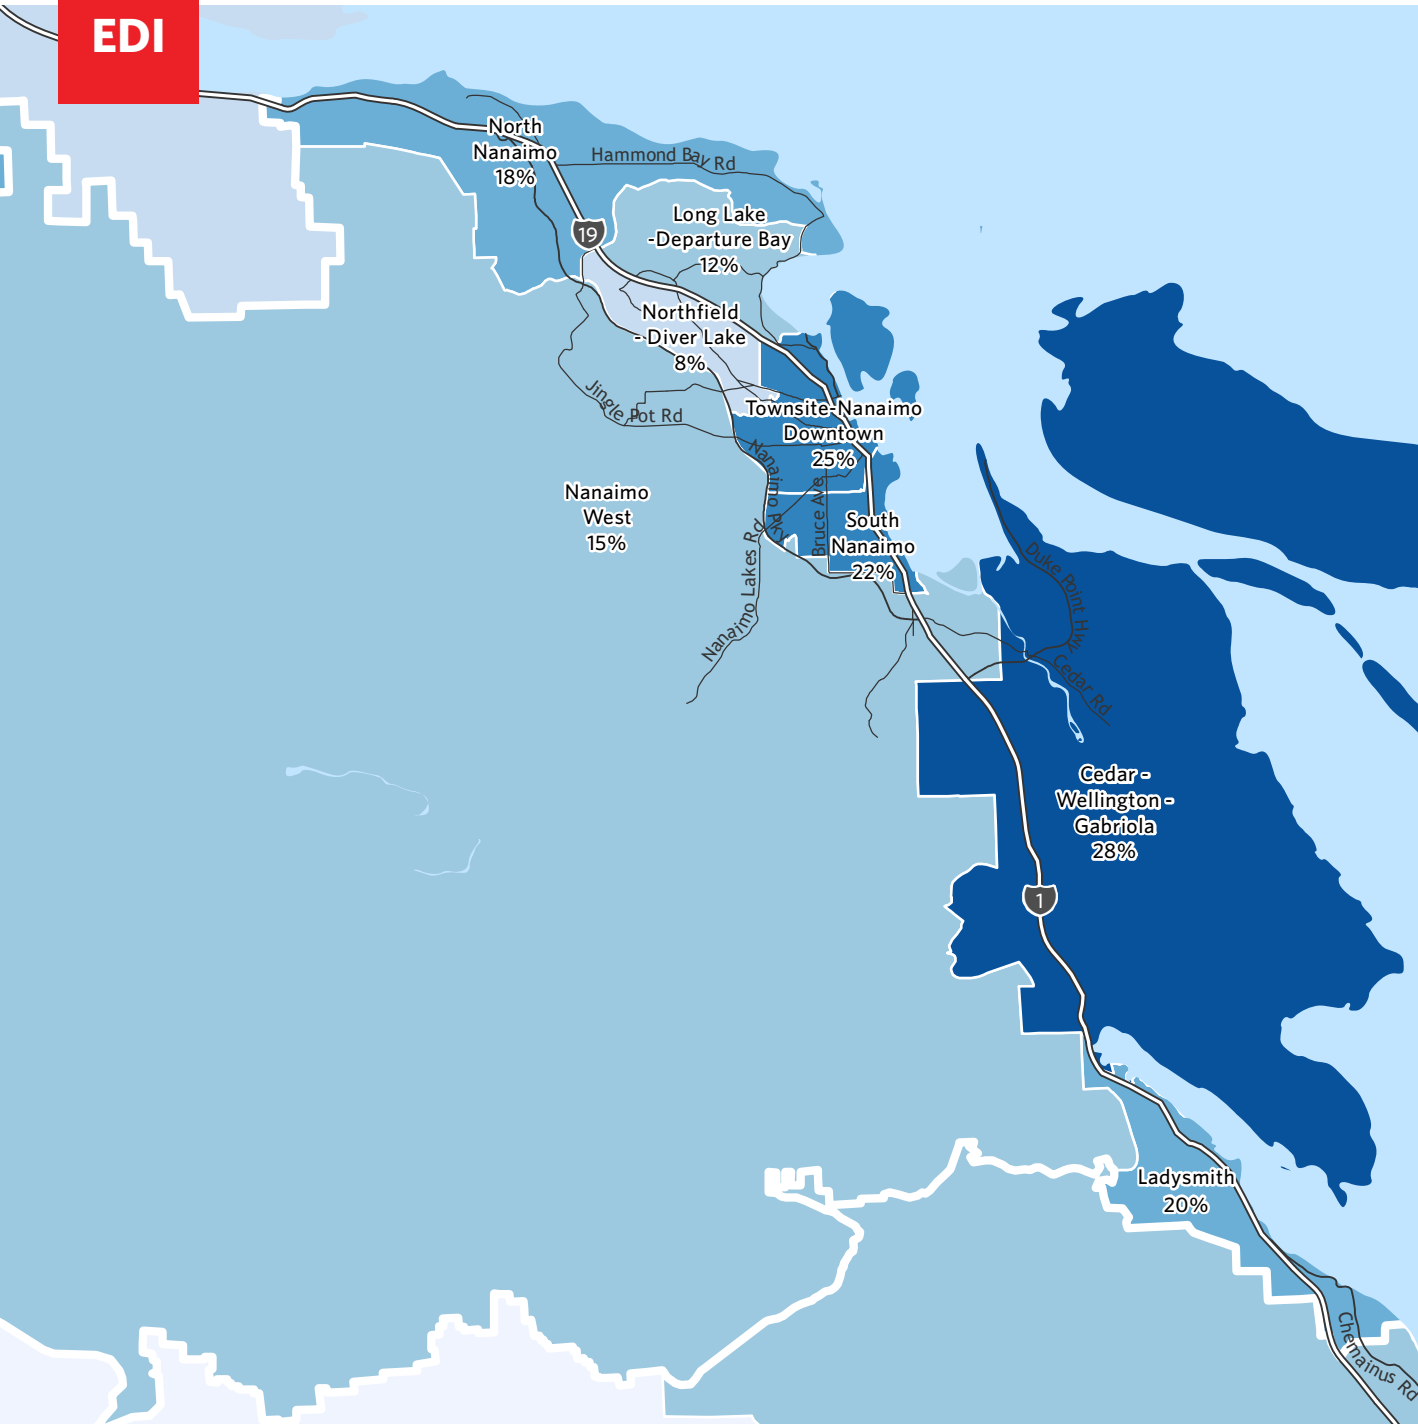 EDI
North
Nanaimo
18%
Hammond Bay Rd
19
Long Lake
-Departure Bay
12%
Northfield
- Diver Lake
8%
Jingle Pot Rd
Townsite-Nanaimo
Downtown
25%
Nanaimo Pky
Bruce Ave
Nanaimo
West
15%
South
Nanaimo
22%
Nanaimo Lakes Rd
Duke Point Hwy
Cedar Rd
Cedar -
Wellington -
Gabriola
28%
1
Ladysmith
20%
Chemainus Rd